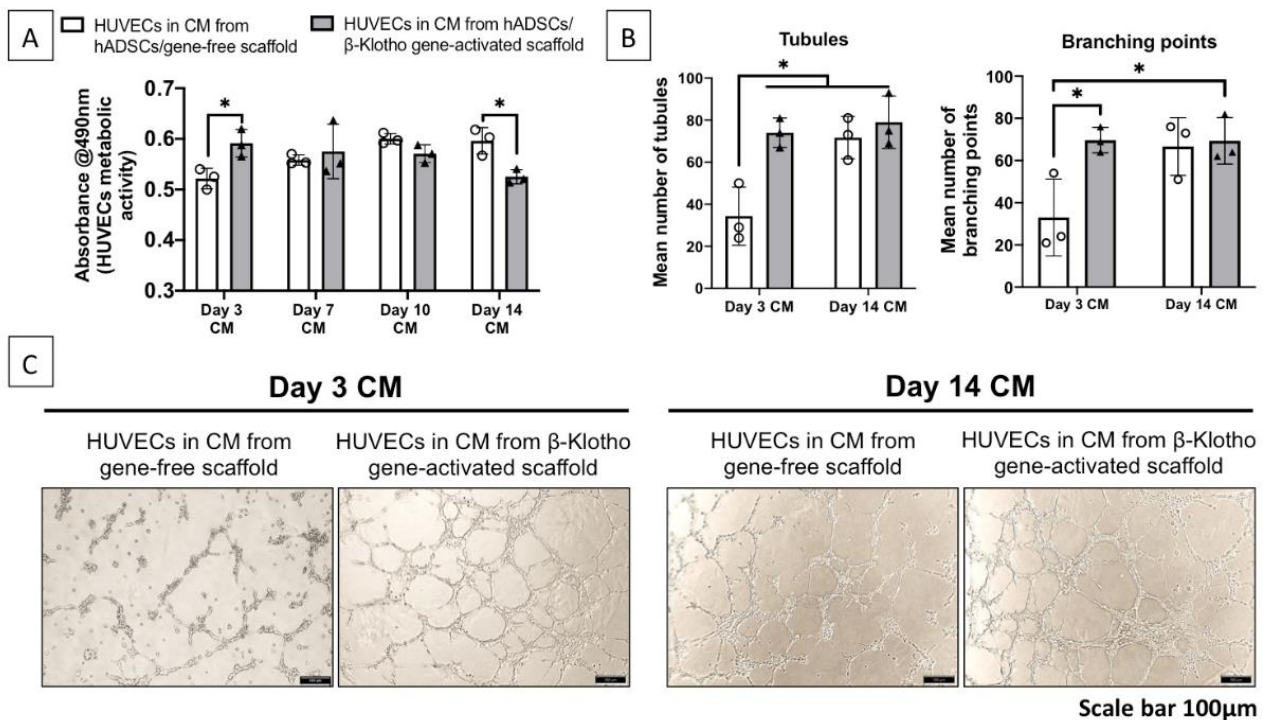 A
HUVECs in CM from
hADSCs/gene-free scaffold
HUVECs in CM from hADSCs/
β-Klotho gene-activated scaffold
Absorbance @490nm
(HUVECs metabolic
activity)
0.7
0.6
0.5
0.4
0.3
*
*
Day 3
CM
Day 7
CM
Day 10
CM
Day 14
CM
B
Tubules
Mean number of tubules
100
80
60
40
20
0
*
Day 3 CM
Day 14 CM
Branching points
Mean number of
branching points
100
80
60
40
20
0
*
*
Day 3 CM
Day 14 CM
C
Day 3 CM
Day 14 CM
HUVECs in CM from
gene-free scaffold
HUVECs in CM from β-Klotho
gene-activated scaffold
HUVECs in CM from
gene-free scaffold
HUVECs in CM from β-Klotho
gene-activated scaffold
Scale bar 100μm